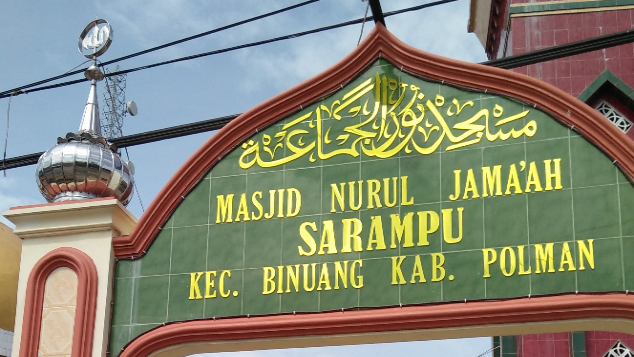 مسجد نور الجماعة
MASJID NURUL JAMA'AH
SARAMPU
KEC. BINUANG KAB. POLMAN